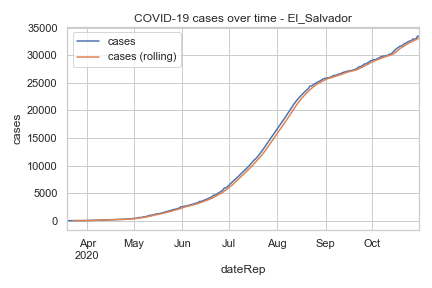 COVID-19 cases over time - El_Salvador
cases
cases (rolling)
35000
30000
25000
20000
15000
10000
5000
0
cases
Apr
2020
May
Jun
Jul
Aug
Sep
Oct
dateRep